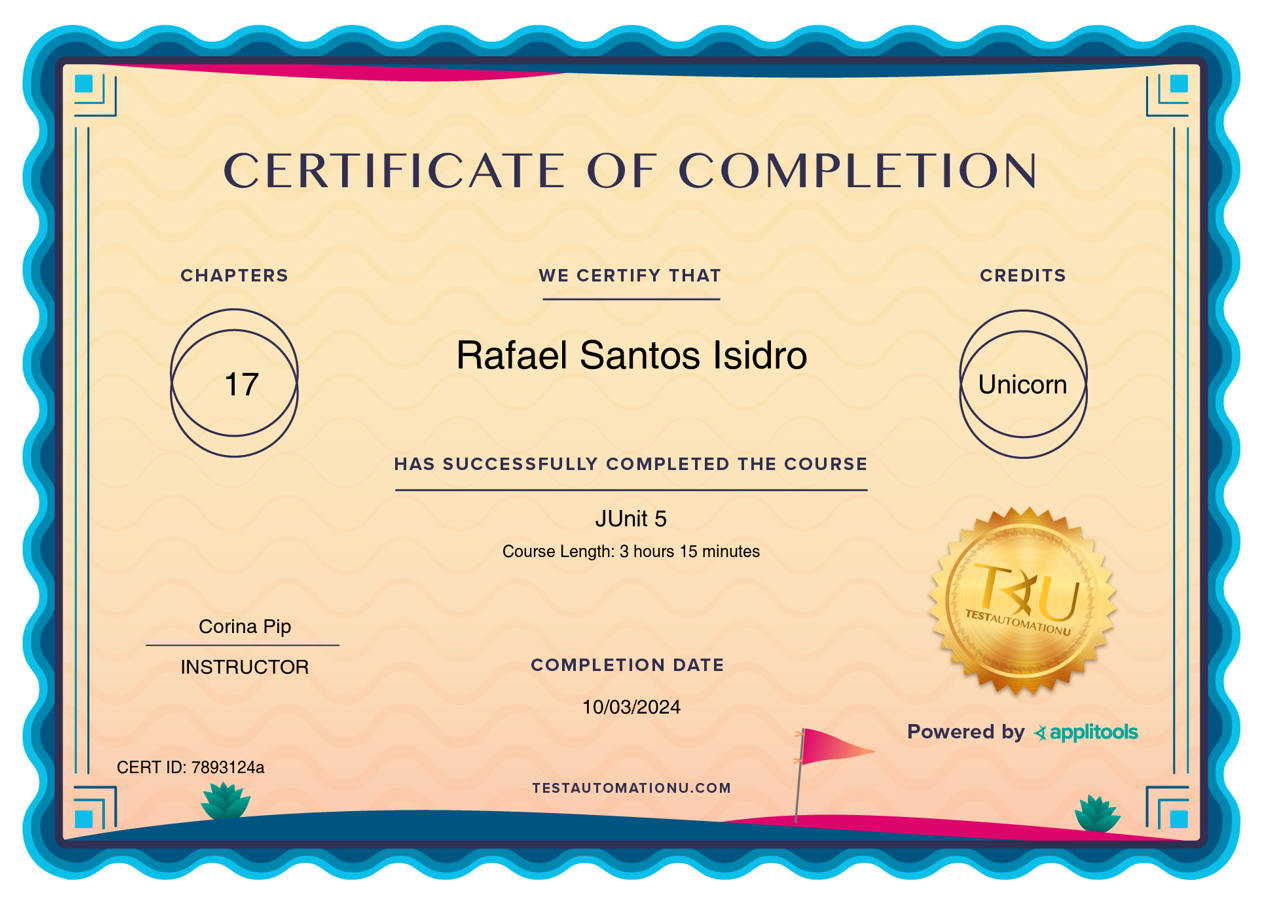 CERTIFICATE OF COMPLETION
CHAPTERS
17
WE CERTIFY THAT
Rafael Santos Isidro
CREDITS
Unicorn
HAS SUCCESSFULLY COMPLETED THE COURSE
JUnit 5
Course Length: 3 hours 15 minutes
TAU
TESTAUTOMATIONU
Corina Pip
INSTRUCTOR
COMPLETION DATE
10/03/2024
Powered by applitools
CERT ID: 7893124a
TESTAUTOMATIONU.COM